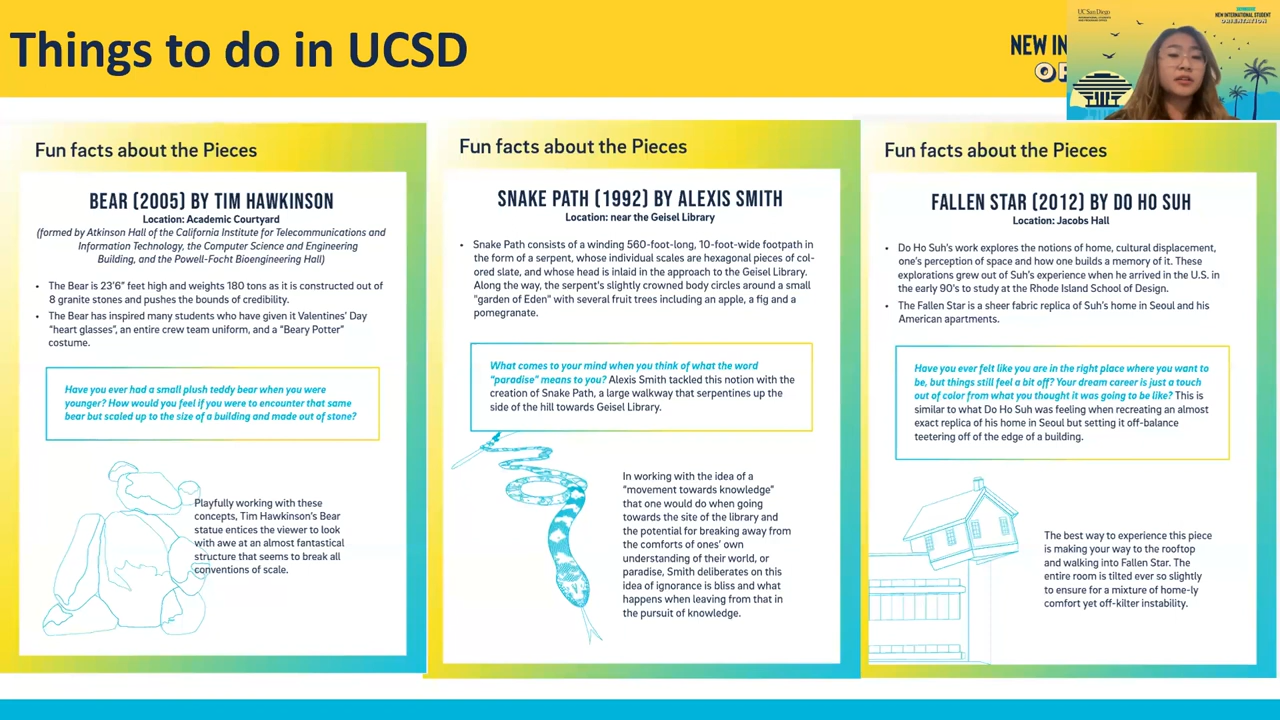 Things to do in UCSD
NEW IN
UC San Diego
NEW INTERNATIONAL STUDENT
ORIENTATION
Fun facts about the Pieces
BEAR (2005) BY TIM HAWKINSON
Location: Academic Courtyard
(formed by Atkinson Hall of the California Institute for Telecommunications and
Information Technology, the Computer Science and Engineering
Building, and the Powell-Focht Bioengineering Hall)
• The Bear is 23'6" feet high and weights 180 tons as it is constructed out of
8 granite stones and pushes the bounds of credibility.
• The Bear has inspired many students who have given it Valentines' Day
"heart glasses", an entire crew team uniform, and a "Beary Potter"
costume.
Have you ever had a small plush teddy bear when you were
younger? How would you feel if you were to encounter that same
bear but scaled up to the size of a building and made out of stone?
Playfully working with these
concepts, Tim Hawkinson's Bear
statue entices the viewer to look
with awe at an almost fantastical
structure that seems to break all
conventions of scale.
Fun facts about the Pieces
SNAKE PATH (1992) BY ALEXIS SMITH
Location: near the Geisel Library
• Snake Path consists of a winding 560-foot-long, 10-foot-wide footpath in
the form of a serpent, whose individual scales are hexagonal pieces of col-
ored slate, and whose head is inlaid in the approach to the Geisel Library.
Along the way, the serpent's slightly crowned body circles around a small
"garden of Eden" with several fruit trees including an apple, a fig and a
pomegranate.
What comes to your mind when you think of what the word
"paradise" means to you? Alexis Smith tackled this notion with the
creation of Snake Path, a large walkway that serpentines up the
side of the hill towards Geisel Library.
In working with the idea of a
"movement towards knowledge"
that one would do when going
towards the site of the library and
the potential for breaking away from
the comforts of ones' own
understanding of their world, or
paradise, Smith deliberates on this
idea of ignorance is bliss and what
happens when leaving from that in
the pursuit of knowledge.
Fun facts about the Pieces
FALLEN STAR (2012) BY DO HO SUH
Location: Jacobs Hall
• Do Ho Suh's work explores the notions of home, cultural displacement,
one's perception of space and how one builds a memory of it. These
explorations grew out of Suh's experience when he arrived in the U.S. in
the early 90's to study at the Rhode Island School of Design.
• The Fallen Star is a sheer fabric replica of Suh's home in Seoul and his
American apartments.
Have you ever felt like you are in the right place where you want to
be, but things still feel a bit off? Your dream career is just a touch
out of color from what you thought it was going to be like? This is
similar to what Do Ho Suh was feeling when recreating an almost
exact replica of his home in Seoul but setting it off-balance
teetering off of the edge of a building.
The best way to experience this piece
is making your way to the rooftop
and walking into Fallen Star. The
entire room is tilted ever so slightly
to ensure for a mixture of home-ly
comfort yet off-kilter instability.